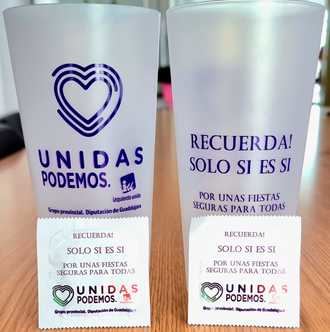 UNIDAS
PODEMOS.
izquierda unida
Grupo provincial. Diputación de Guadalajara
RECUERDA!
SOLO SI ES SI
POR UNAS FIESTAS
SEGURAS PARA TODAS
RECUERDA!
SOLO SI ES SI
POR UNA FIESTAS
SEGURAS PARA TODAS
UNIDAS
PODEMOS.
Grupo provincial. Diputación de Guadalajara
RECUERDA!
SOLO SI ES SI
POR UNA FIESTAS
SEGURAS PARA TODAS
UNIDAS
PODEMOS.
Grupo provincial. Diputación de Guadalajara